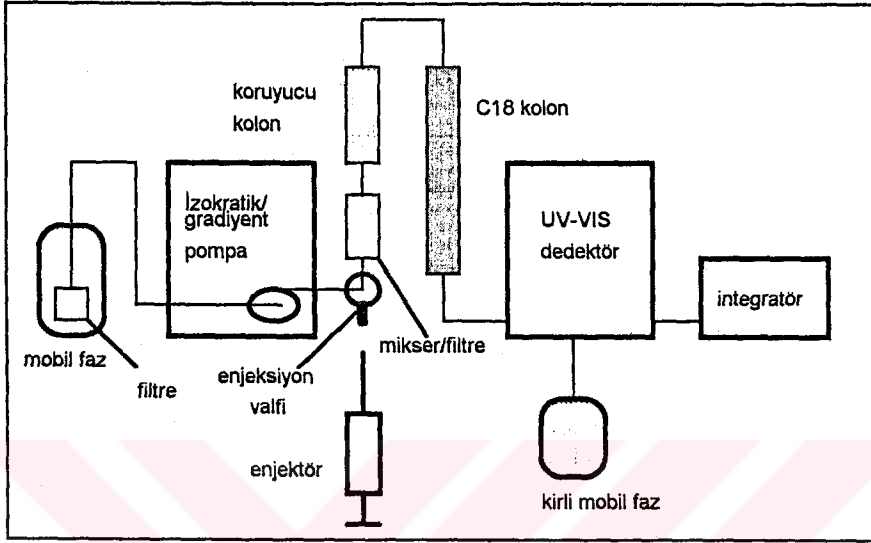 koruyucu
kolon
C18 kolon
İzokratik/
gradiyent
pompa
UV-VIS
dedektör
integratör
mobil faz
filtre
enjeksiyon
valfi
mikser/filtre
enjektör
kirli mobil faz